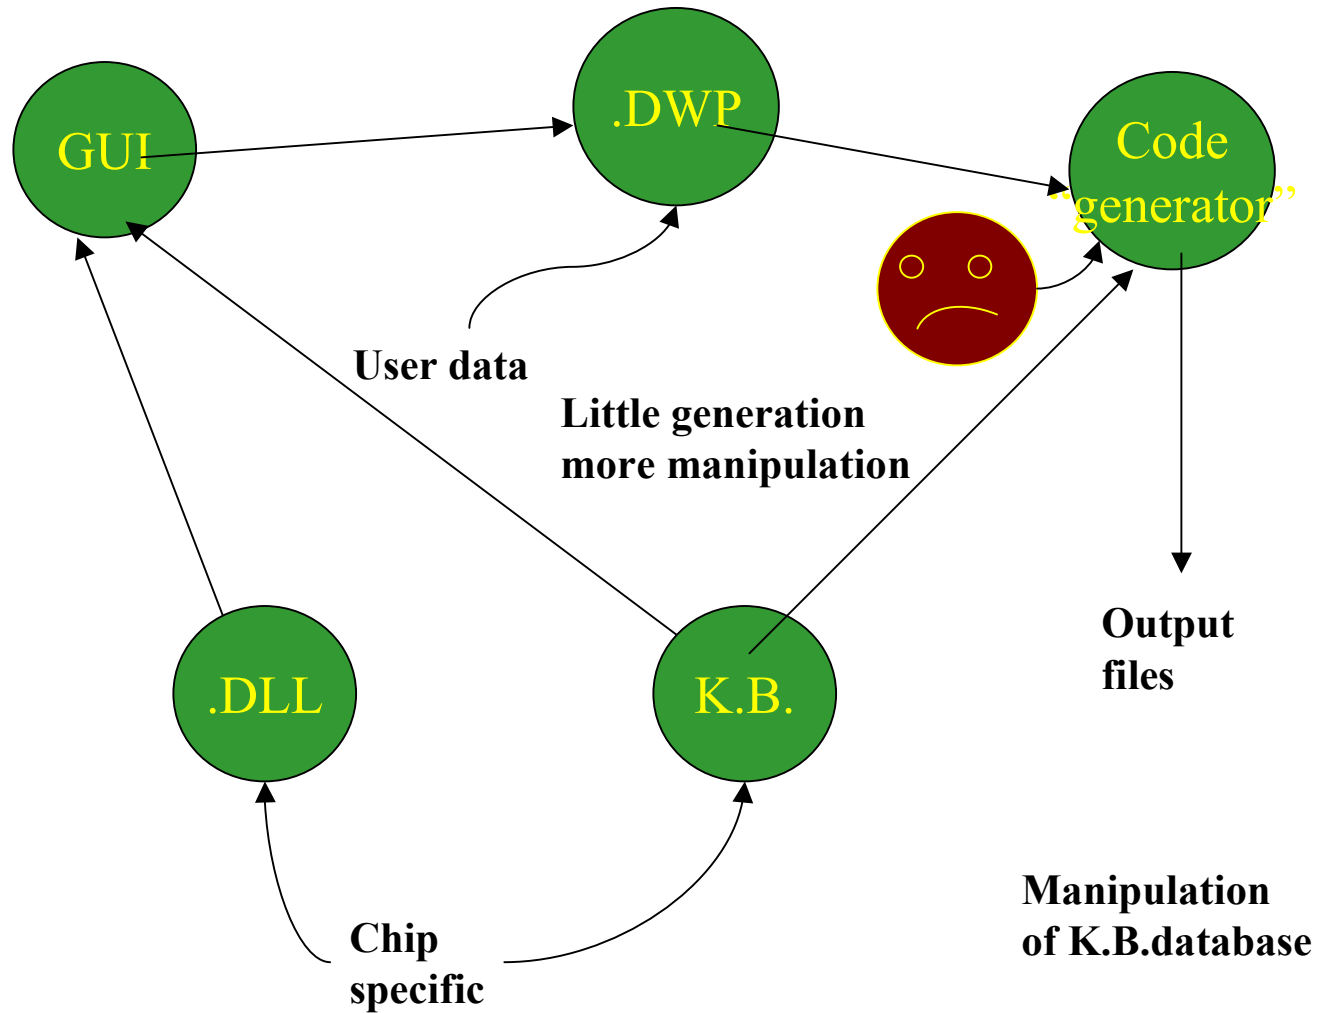 GUI
.DWP
Code
“generator”
User data
Little generation
more manipulation
Output
files
.DLL
K.B.
Chip
specific
Manipulation
of K.B.database